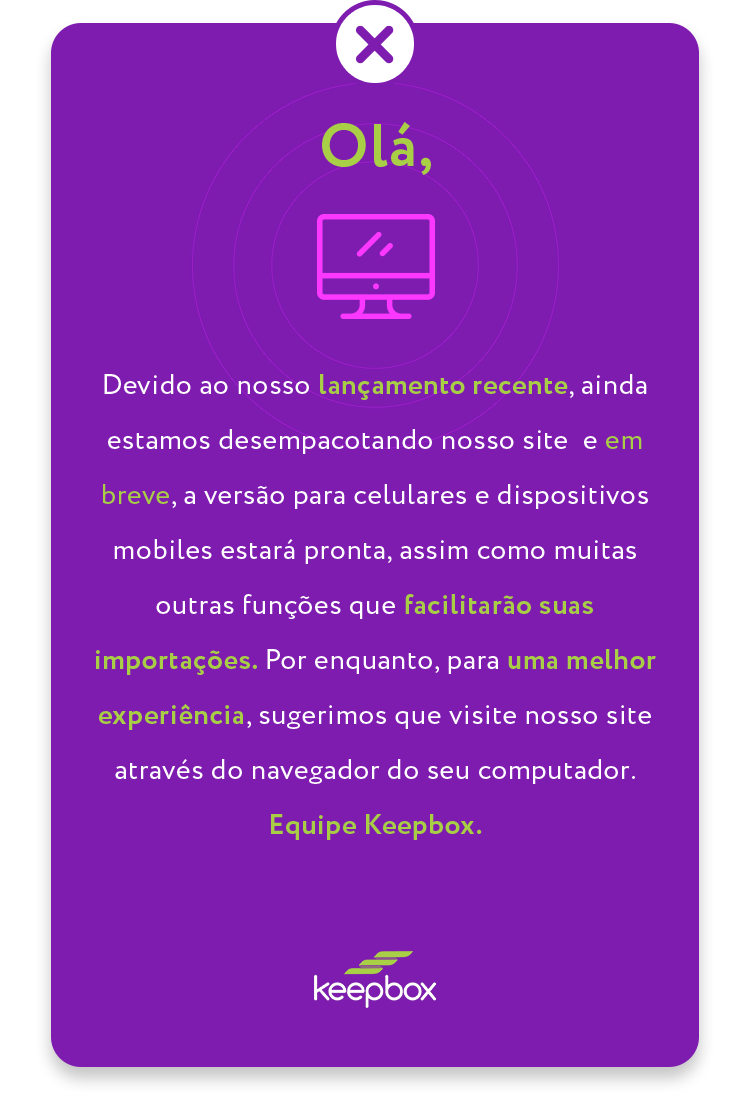 Olá,
Devido ao nosso lançamento recente, ainda
estamos desempacotando nosso site  e em
breve, a versão para celulares e dispositivos
mobiles estará pronta, assim como muitas
outras funções que facilitarão suas
importações. Por enquanto, para uma melhor
experiência, sugerimos que visite nosso site
através do navegador do seu computador.
Equipe Keepbox.
keepbox